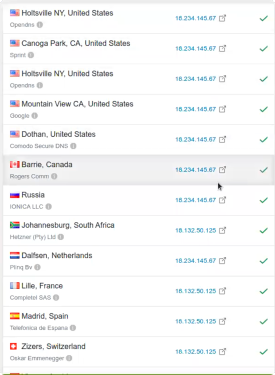 Holtsville NY, United States
18.234.145.67
Opendns
Canoga Park, CA, United States
18.234.145.67
Sprint
Holtsville NY, United States
18.234.145.67
Opendns
Mountain View CA, United States
18.234.145.67
Google
Dothan, United States
18.234.145.67
Comodo Secure DNS
Barrie, Canada
18.234.145.67
Rogers Comm
Russia
18.234.145.67
IONICA LLC
Johannesburg, South Africa
18.132.50.125
Hetzner (Pty) Ltd
Dalfsen, Netherlands
18.234.145.67
Plinq Bv
Lille, France
18.132.50.125
Completel SAS
Madrid, Spain
18.132.50.125
Telefonica de Espana
Zizers, Switzerland
18.132.50.125
Oskar Emmenegger